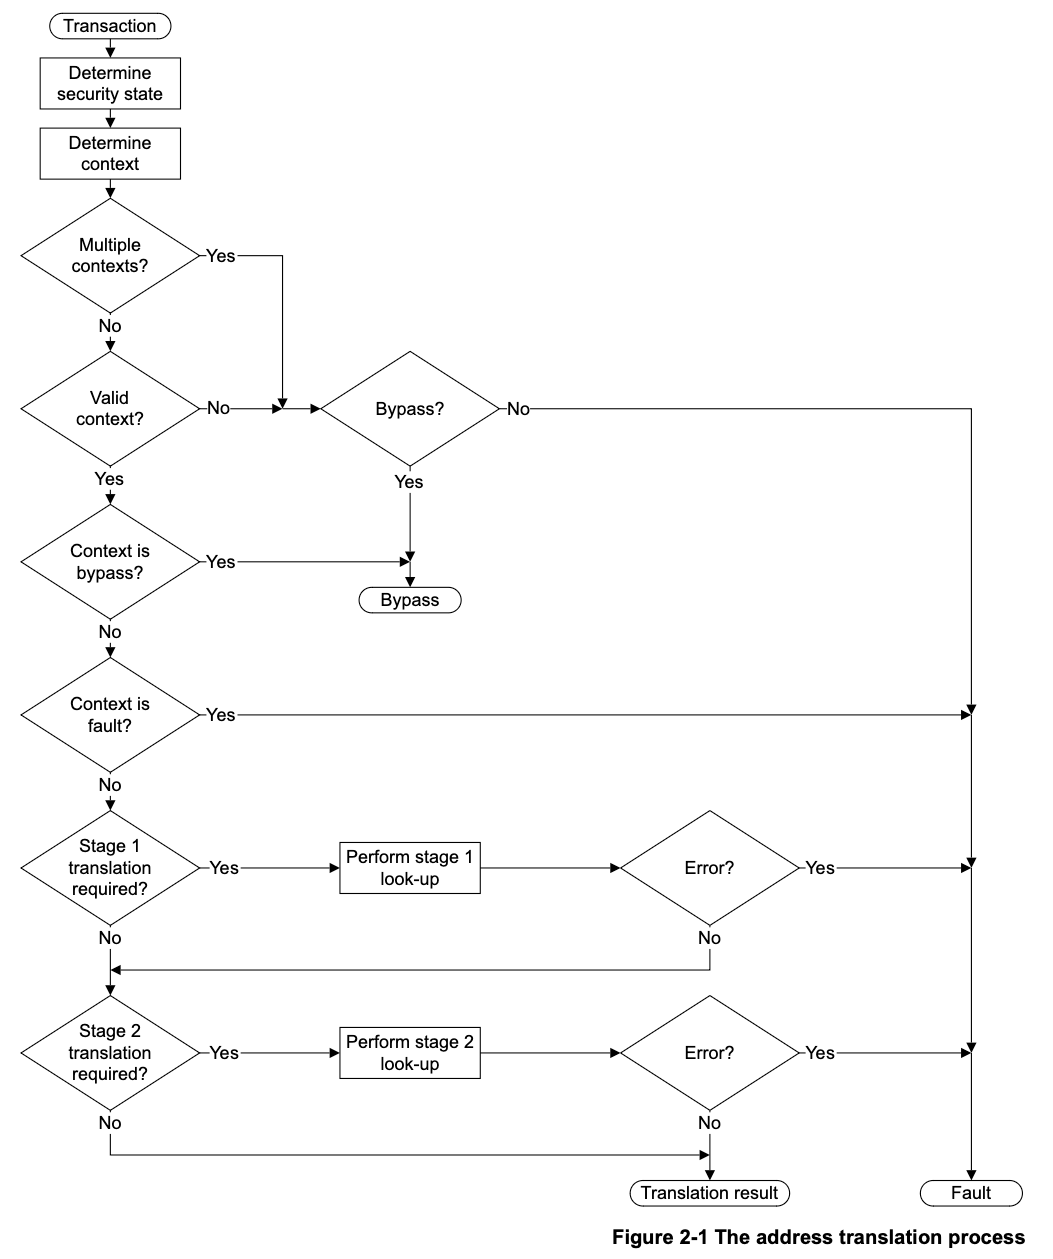 Transaction
Determine
security state
Determine
context
Multiple
contexts?
Yes
No
Valid
context?
No
Bypass?
No
Yes
Yes
Context is
bypass?
Yes
Bypass
No
Context is
fault?
Yes
No
Stage 1
translation
required?
Yes
Perform stage 1
look-up
Error?
Yes
No
No
Stage 2
translation
required?
Yes
Perform stage 2
look-up
Error?
Yes
No
No
Translation result
Fault
Figure 2-1 The address translation process